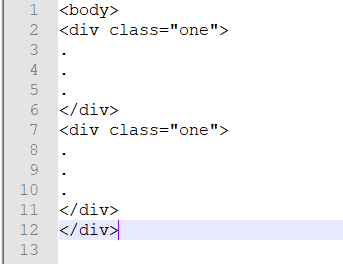 1 <body>
2 <div class="one">
3 .
4 .
5 .
6 </div>
7 <div class="one">
8 .
9 .
10 .
11 </div>
12 </div>
13